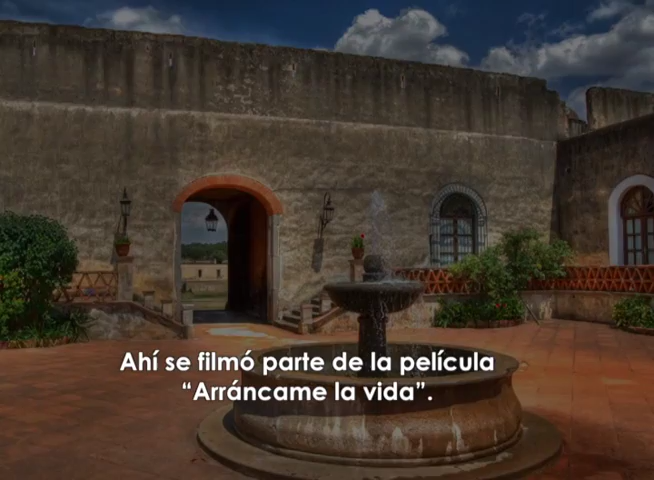 Ahí se filmó parte de la película
“Arráncame la vida”.